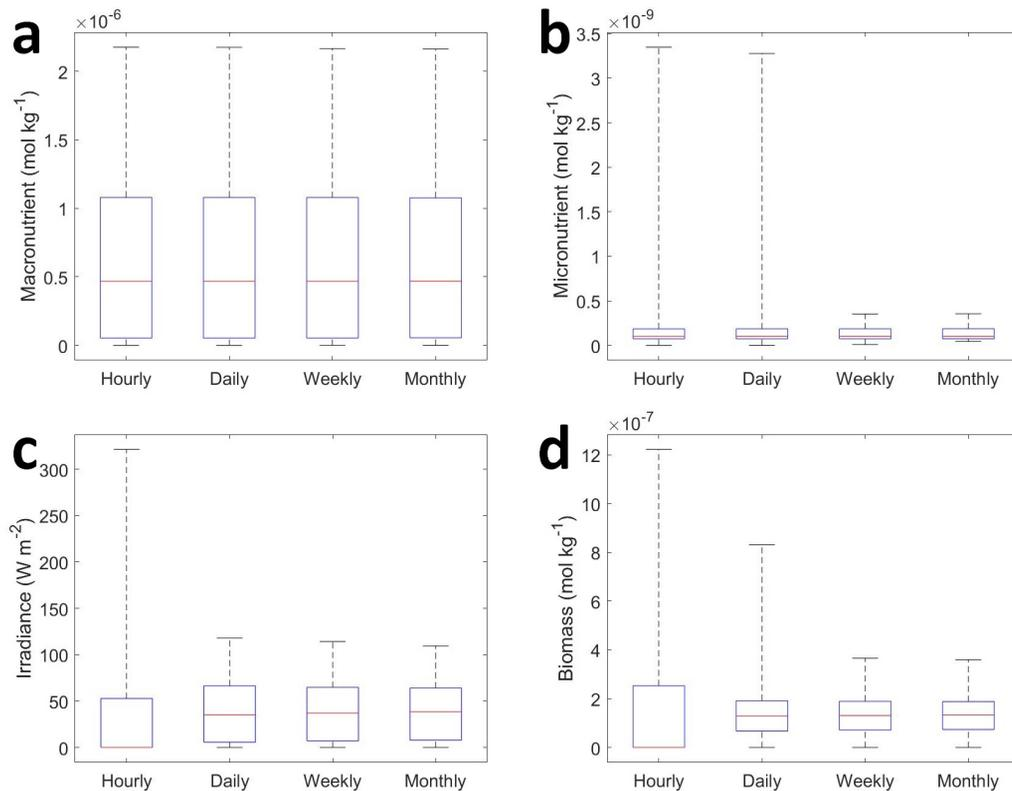 a
×10⁻⁶
Macronutrient (mol kg⁻¹)
2
1.5
1
0.5
0
Hourly Daily Weekly Monthly
b
×10⁻⁹
Micronutrient (mol kg⁻¹)
3.5
3
2.5
2
1.5
1
0.5
0
Hourly Daily Weekly Monthly
c
Irradiance (W m⁻²)
300
250
200
150
100
50
0
Hourly Daily Weekly Monthly
d
×10⁻⁷
Biomass (mol kg⁻¹)
12
10
8
6
4
2
0
Hourly Daily Weekly Monthly